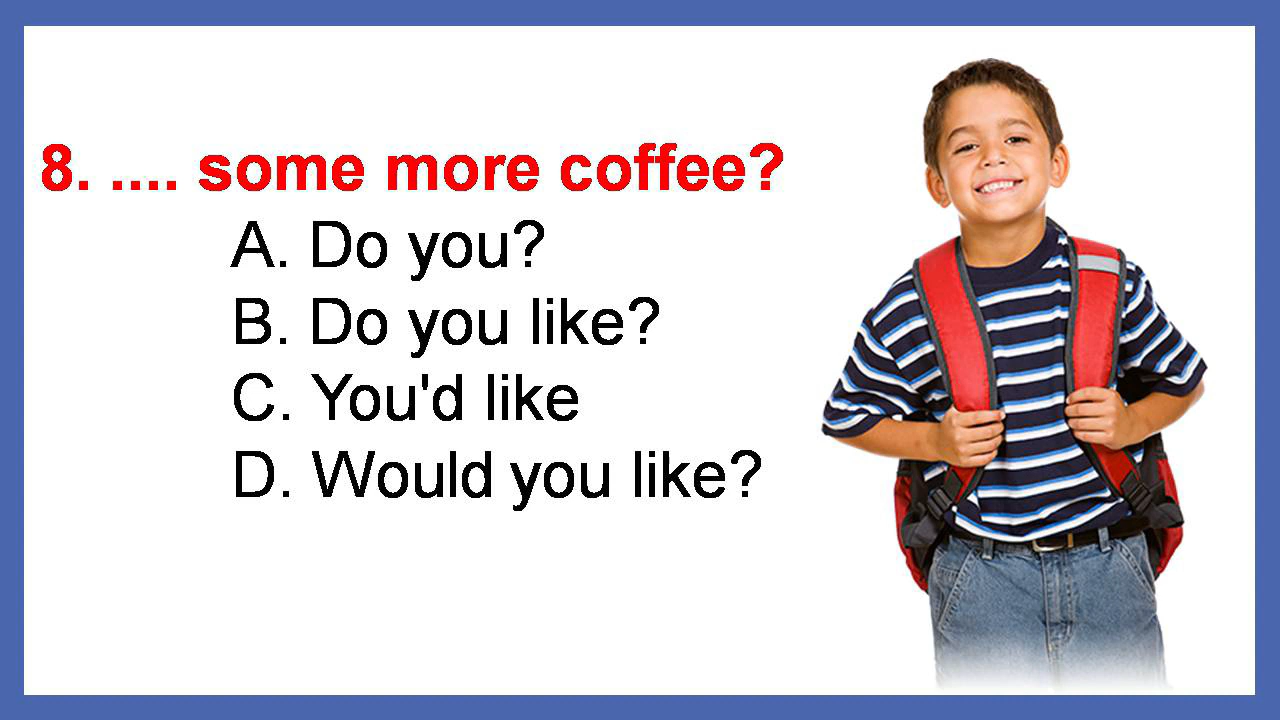 8. .... some more coffee?
A. Do you?
B. Do you like?
C. You'd like
D. Would you like?